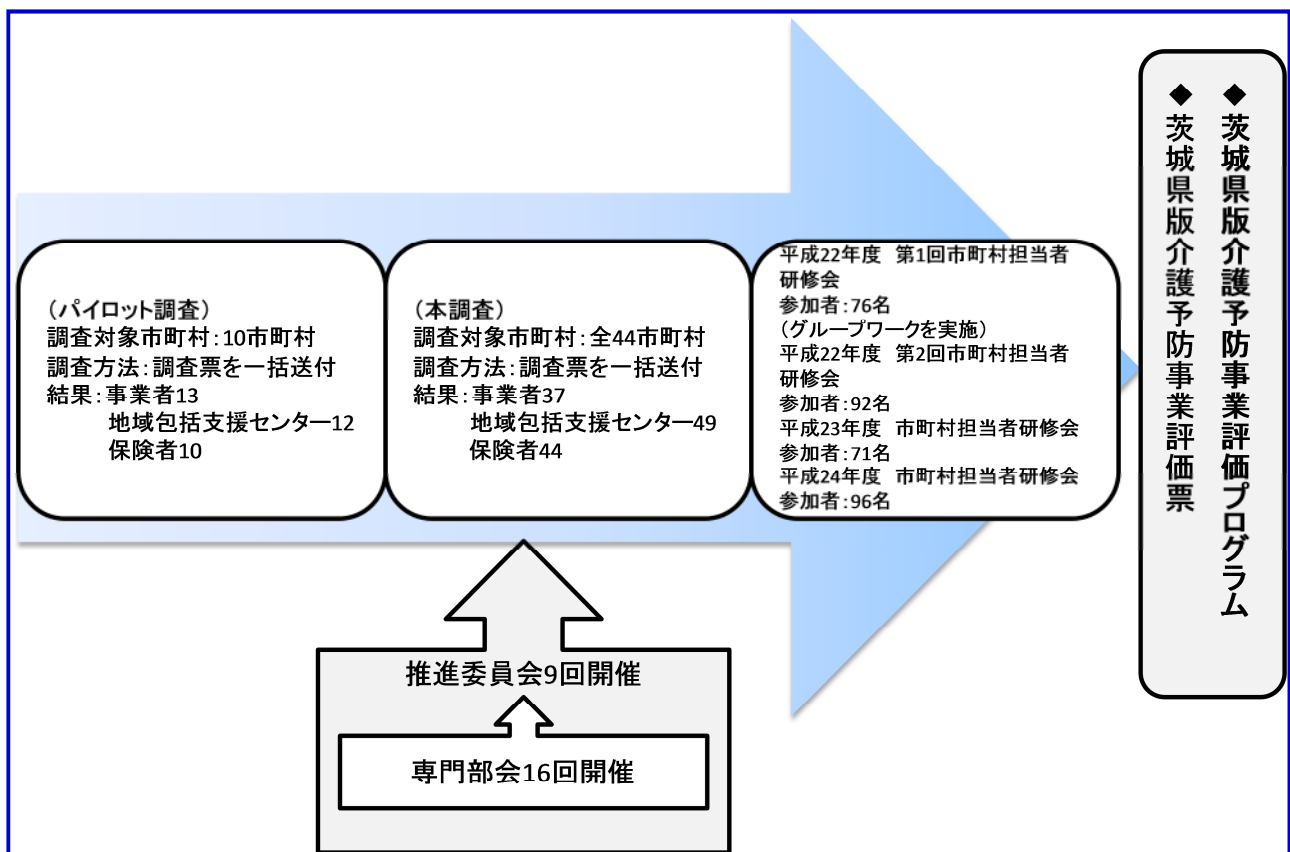 (パイロット調査)
調査対象市町村:10市町村
調査方法:調査票を一括送付
結果:事業者13
地域包括支援センター12
保険者10
(本調査)
調査対象市町村:全44市町村
調査方法:調査票を一括送付
結果:事業者37
地域包括支援センター49
保険者44
平成22年度 第1回市町村担当者
研修会
参加者:76名
(グループワークを実施)
平成22年度 第2回市町村担当者
研修会
参加者:92名
平成23年度 市町村担当者研修会
参加者:71名
平成24年度 市町村担当者研修会
参加者:96名
◆茨城県版介護予防事業評価プログラム
◆茨城県版介護予防事業評価票
推進委員会9回開催
専門部会16回開催